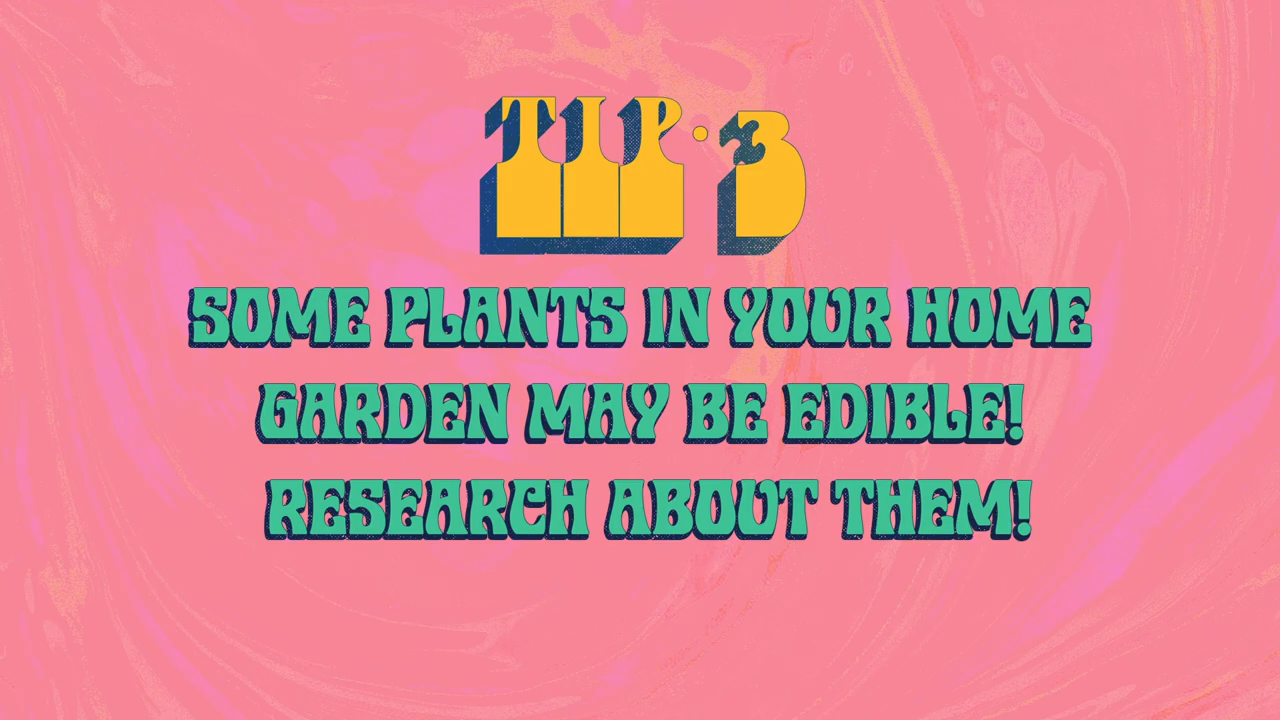 TIP·3
SOME PLANTS IN YOUR HOME
GARDEN MAY BE EDIBLE!
RESEARCH ABOUT THEM!